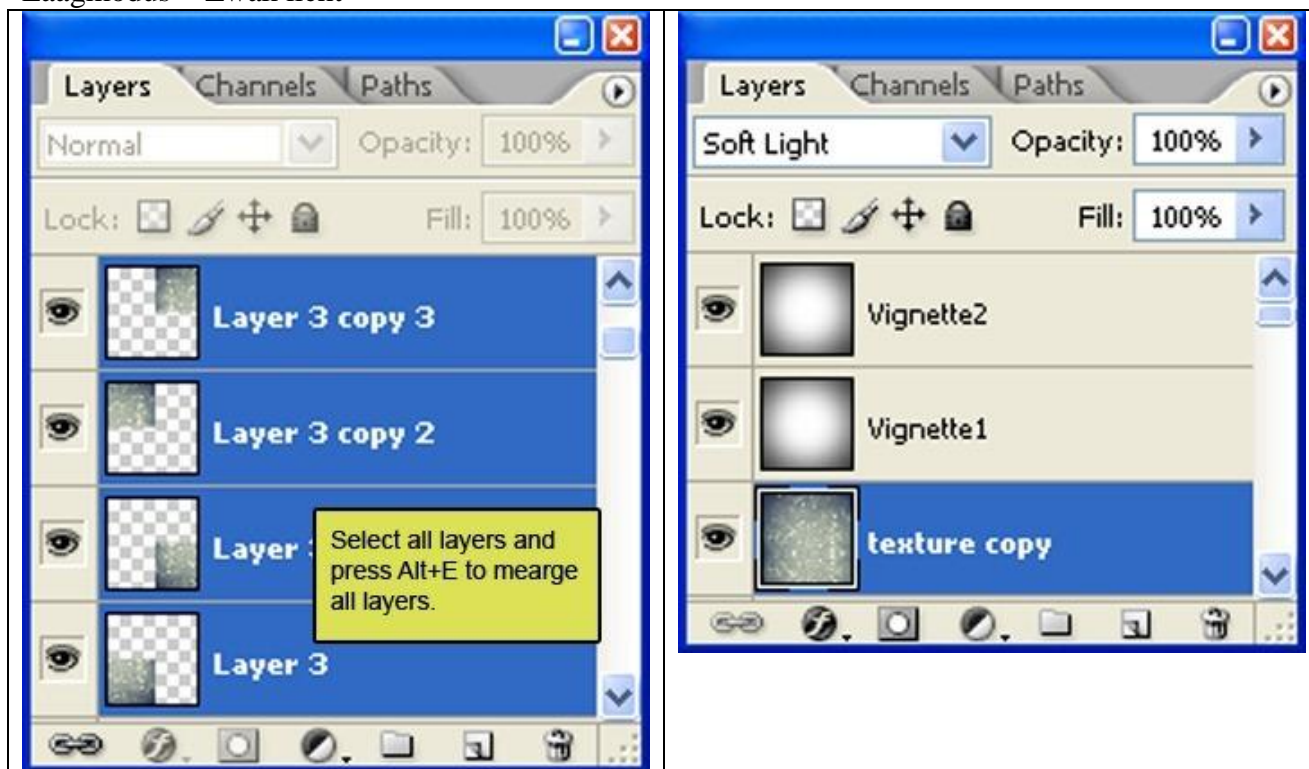 Layers Channels Paths
Normal Opacity: 100%
Lock: Fill: 100%
Layer 3 copy 3
Layer 3 copy 2
Layer
Select all layers and
press Alt+E to mearge
all layers.
Layer 3
Layers Channels Paths
Soft Light Opacity: 100%
Lock: Fill: 100%
Vignette2
Vignette1
texture copy